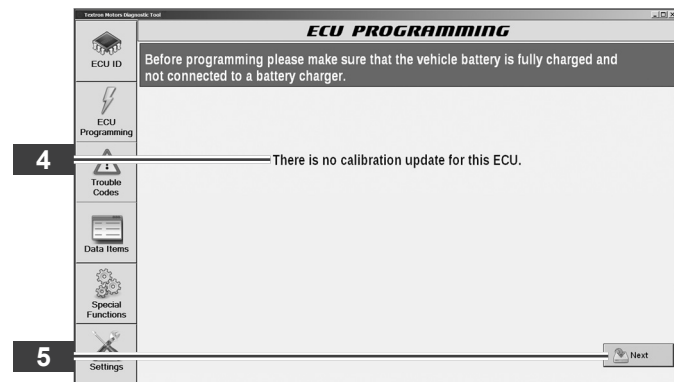 Textron Motors Diagnostic Tool
ECU PROGRAMMING
ECU ID
Before programming please make sure that the vehicle battery is fully charged and
not connected to a battery charger.
ECU
Programming
4
There is no calibration update for this ECU.
Trouble
Codes
Data Items
Special
Functions
5
Next
Settings